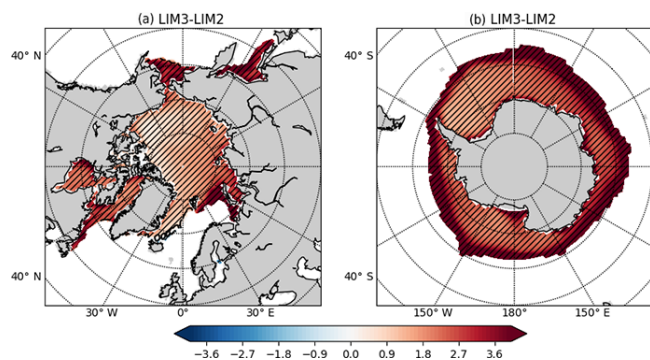 (a) LIM3-LIM2
(b) LIM3-LIM2
40° N
40° S
40° N
40° S
30° W
0°
30° E
150° W
180°
150° E
−3.6
−2.7
−1.8
−0.9
0.0
0.9
1.8
2.7
3.6